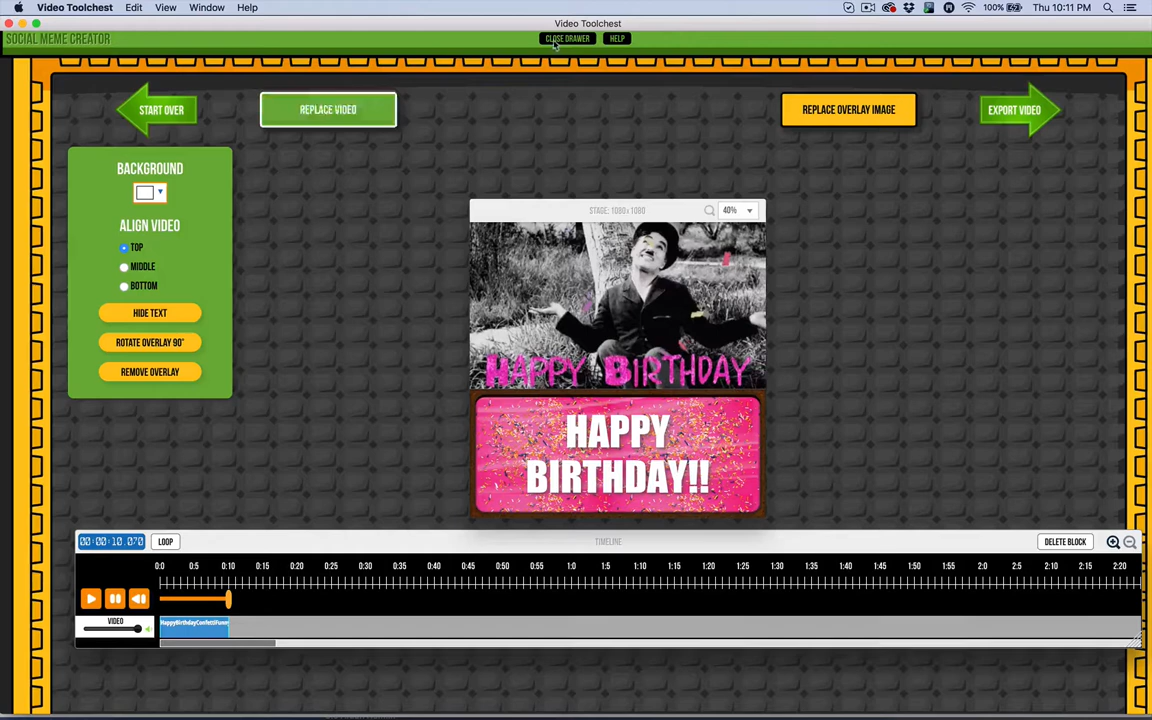 Video Toolchest Edit View Window Help
100% Thu 10:11 PM
Video Toolchest
SOCIAL MEME CREATOR
CLOSE DRAWER HELP
START OVER
REPLACE VIDEO
REPLACE OVERLAY IMAGE
EXPORT VIDEO
BACKGROUND
ALIGN VIDEO
TOP
MIDDLE
BOTTOM
HIDE TEXT
ROTATE OVERLAY 90°
REMOVE OVERLAY
STAGE: 1080x1080
40%
HAPPY BIRTHDAY
HAPPY
BIRTHDAY!!
00:00:10.070 LOOP TIMELINE DELETE BLOCK
0:0 0:5 0:10 0:15 0:20 0:25 0:30 0:35 0:40 0:45 0:50 0:55 1:0 1:5 1:10 1:15 1:20 1:25 1:30 1:35 1:40 1:45 1:50 1:55 2:0 2:5 2:10 2:15 2:20
VIDEO